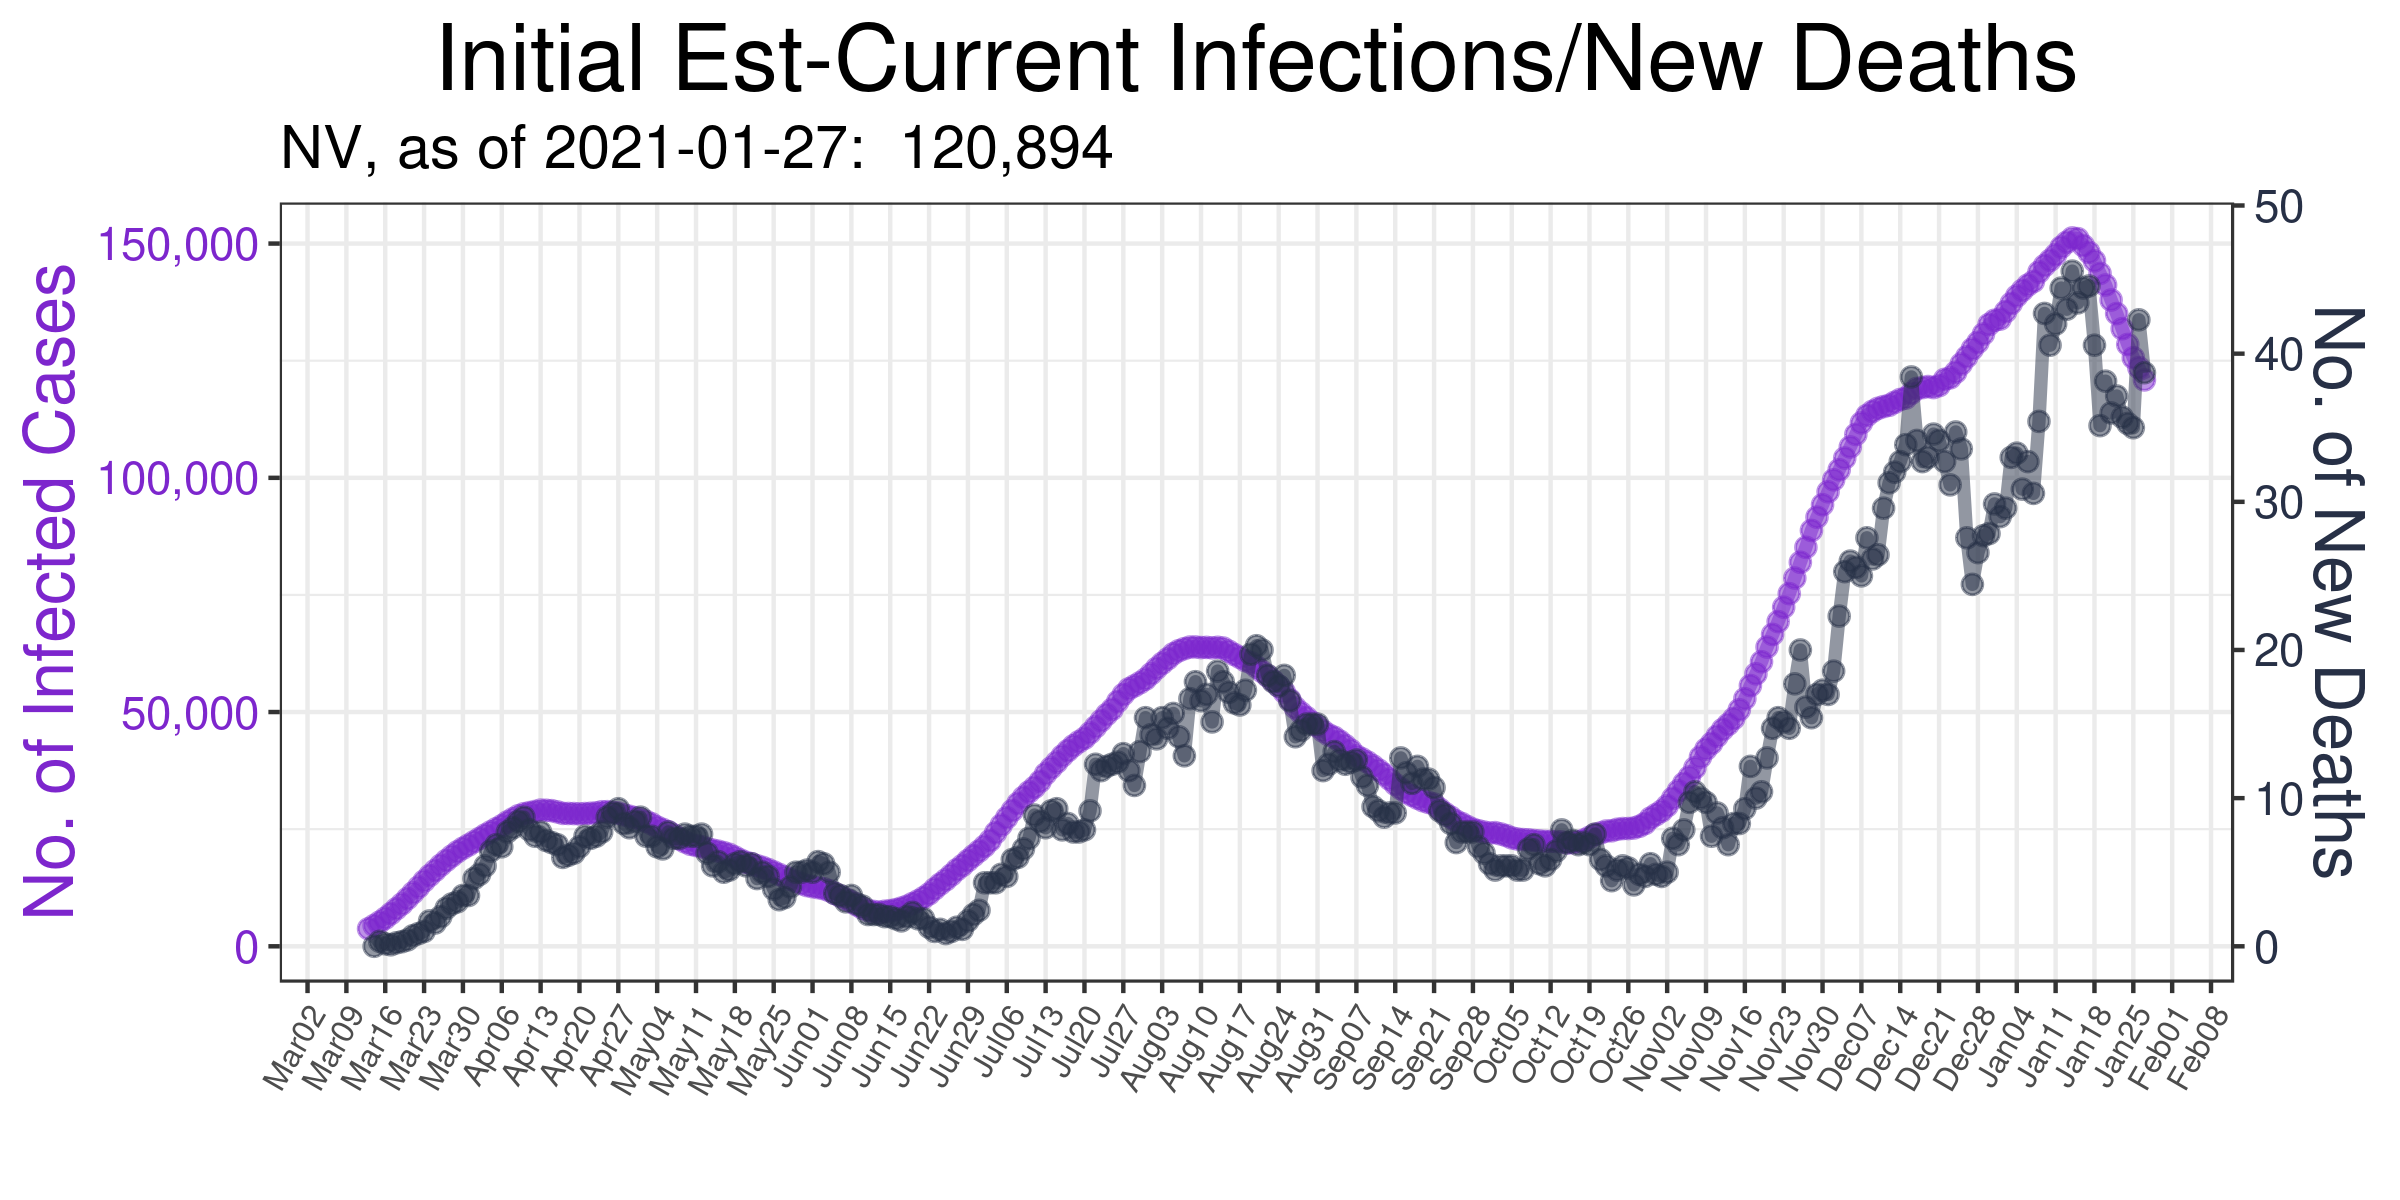 Initial Est-Current Infections/New Deaths
NV, as of 2021-01-27:  120,894
No. of Infected Cases
150,000
100,000
50,000
0
50
40
30
20
10
0
No. of New Deaths
Mar02
Mar09
Mar16
Mar23
Mar30
Apr06
Apr13
Apr20
Apr27
May04
May11
May18
May25
Jun01
Jun08
Jun15
Jun22
Jun29
Jul06
Jul13
Jul20
Jul27
Aug03
Aug10
Aug17
Aug24
Aug31
Sep07
Sep14
Sep21
Sep28
Oct05
Oct12
Oct19
Oct26
Nov02
Nov09
Nov16
Nov23
Nov30
Dec07
Dec14
Dec21
Dec28
Jan04
Jan11
Jan18
Jan25
Feb01
Feb08